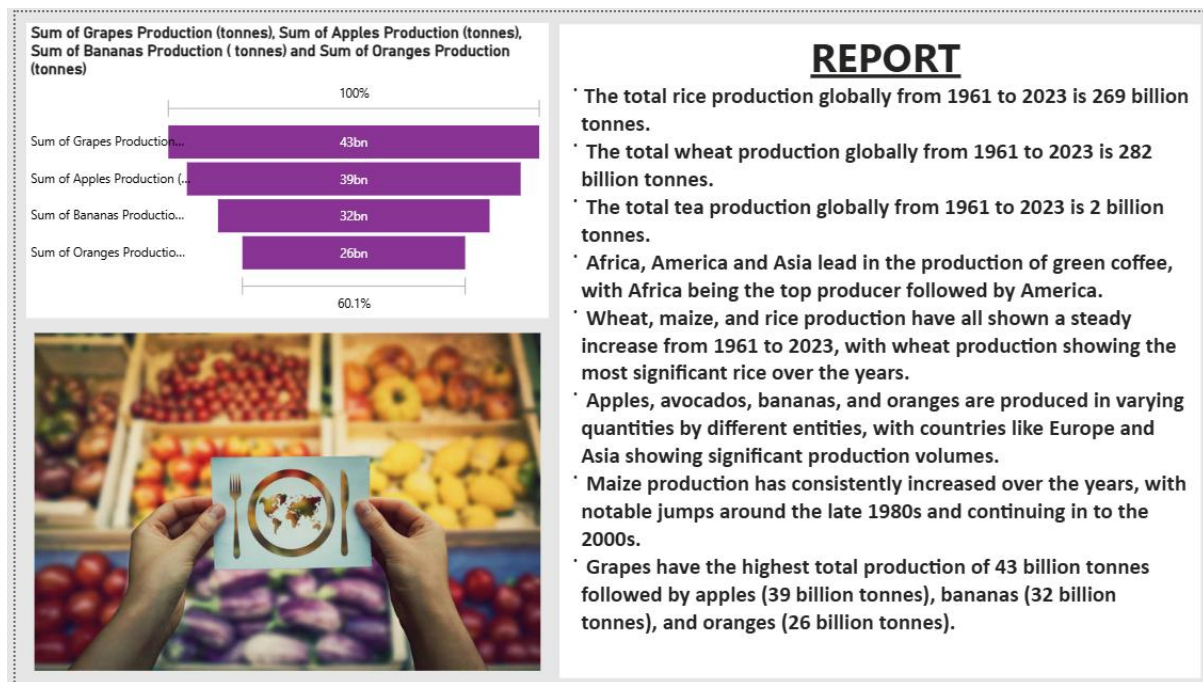 Sum of Grapes Production (tonnes), Sum of Apples Production (tonnes),
Sum of Bananas Production ( tonnes) and Sum of Oranges Production
(tonnes)
100%
Sum of Grapes Production... 43bn
Sum of Apples Production (... 39bn
Sum of Bananas Productio... 32bn
Sum of Oranges Productio... 26bn
60.1%
REPORT
· The total rice production globally from 1961 to 2023 is 269 billion
tonnes.
· The total wheat production globally from 1961 to 2023 is 282
billion tonnes.
· The total tea production globally from 1961 to 2023 is 2 billion
tonnes.
· Africa, America and Asia lead in the production of green coffee,
with Africa being the top producer followed by America.
· Wheat, maize, and rice production have all shown a steady
increase from 1961 to 2023, with wheat production showing the
most significant rice over the years.
· Apples, avocados, bananas, and oranges are produced in varying
quantities by different entities, with countries like Europe and
Asia showing significant production volumes.
· Maize production has consistently increased over the years, with
notable jumps around the late 1980s and continuing in to the
2000s.
· Grapes have the highest total production of 43 billion tonnes
followed by apples (39 billion tonnes), bananas (32 billion
tonnes), and oranges (26 billion tonnes).